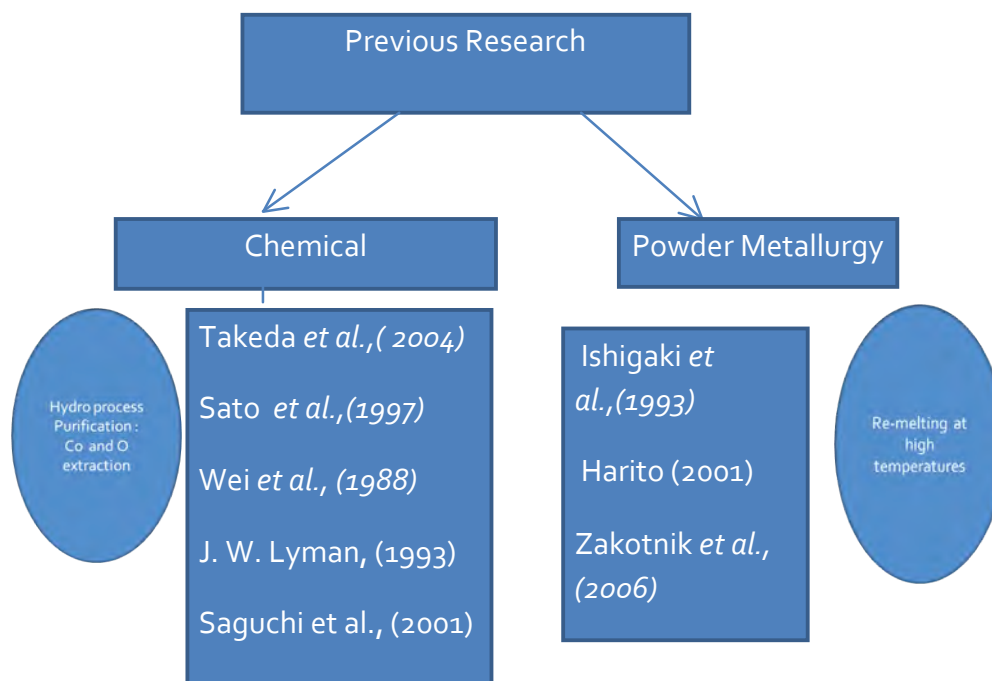 Previous Research
Chemical
Powder Metallurgy
Hydro process
Purification :
Co and O
extraction
Takeda et al.,( 2004)
Sato et al.,(1997)
Wei et al., (1988)
J. W. Lyman, (1993)
Saguchi et al., (2001)
Ishigaki et
al.,(1993)
Harito (2001)
Zakotnik et al.,
(2006)
Re-melting at
high
temperatures